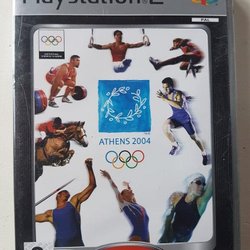 PlayStation 2
PAL
ATHENS 2004